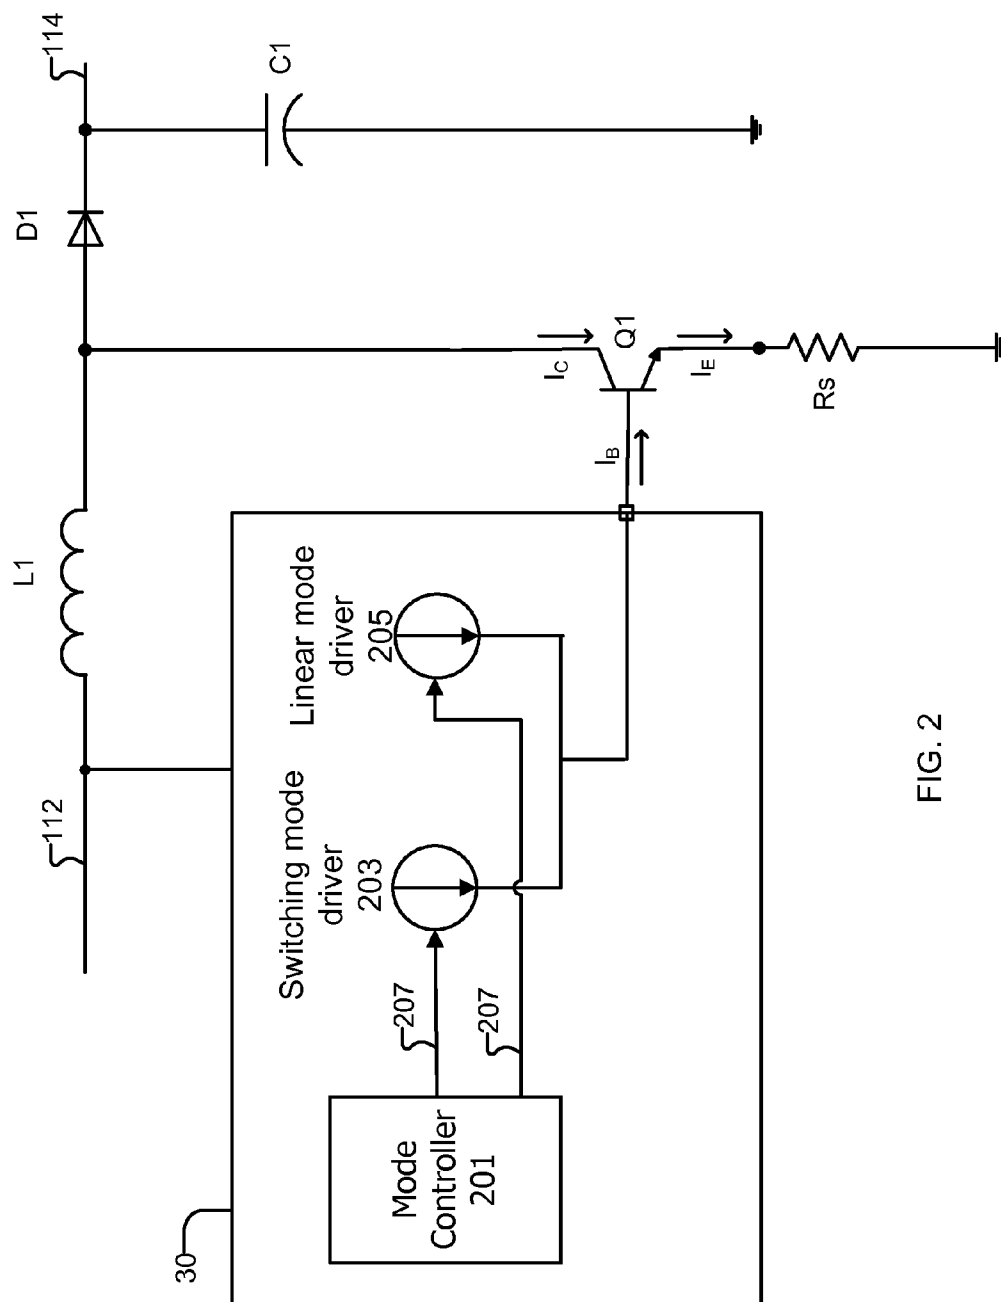 112
L1
D1
114
C1
30
Switching mode
driver
203
Linear mode
driver
205
207
207
Mode
Controller
201
IB
IC
Q1
IE
Rs
FIG. 2